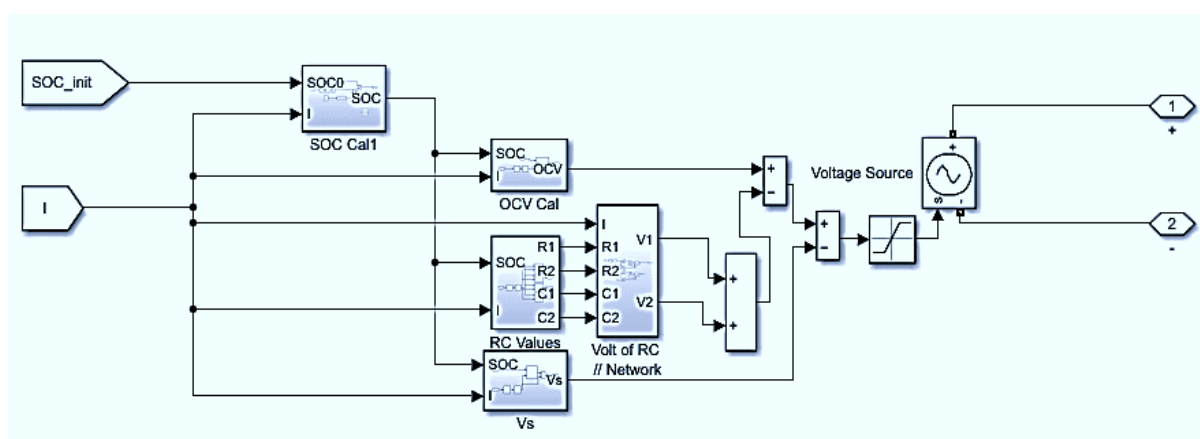 SOC_init
SOC0
SOC
I
SOC Cal1
I
SOC
OCV
I
OCV Cal
SOC
I
R1
R2
C1
C2
RC Values
I
R1
R2
C1
C2
V1
V2
Volt of RC
// Network
SOC
I
Vs
Vs
+
−
+
+
+
−
Voltage Source
+
s
-
1
+
2
-